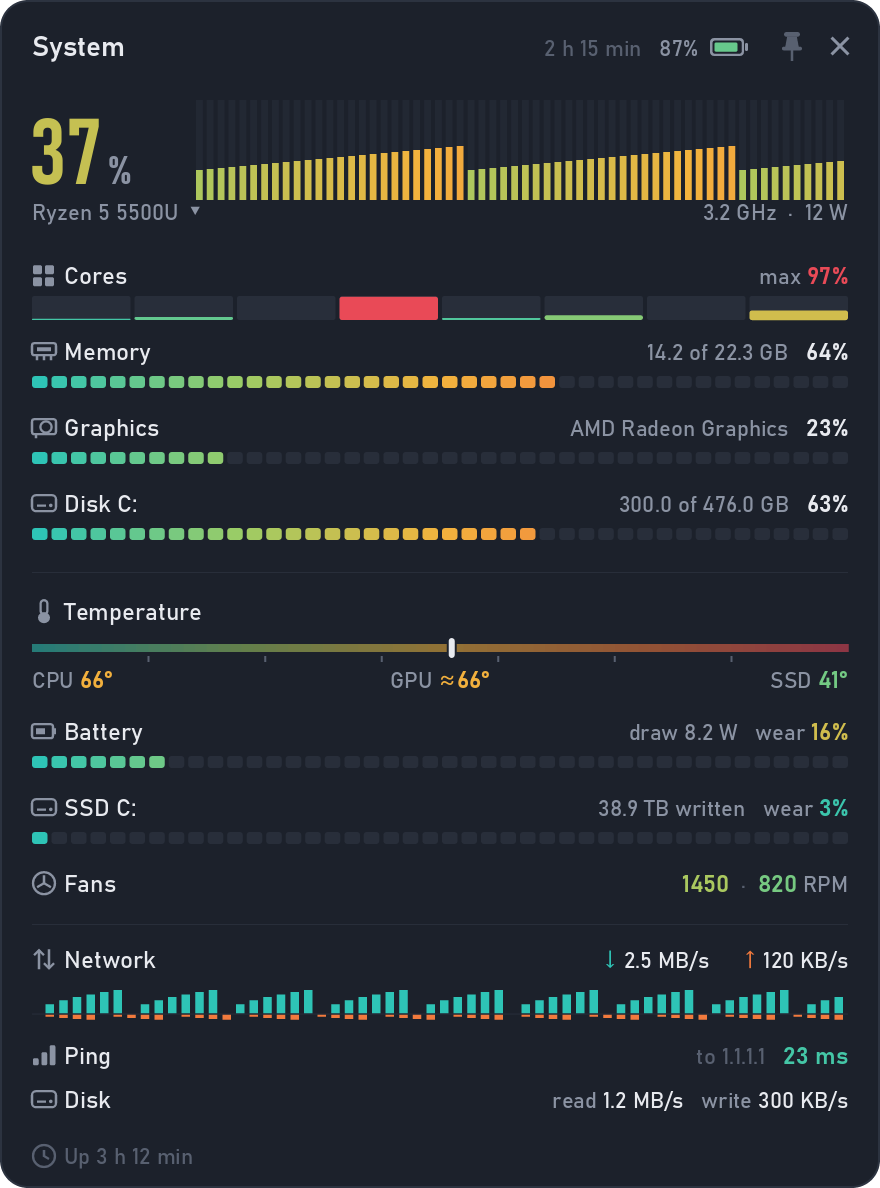 System 2 h 15 min 87%
37 %
Ryzen 5 5500U 3.2 GHz · 12 W
Cores max 97%
Memory 14.2 of 22.3 GB 64%
Graphics AMD Radeon Graphics 23%
Disk C: 300.0 of 476.0 GB 63%
Temperature
CPU 66° GPU ≈66° SSD 41°
Battery draw 8.2 W wear 16%
SSD C: 38.9 TB written wear 3%
Fans 1450 · 820 RPM
Network ↓ 2.5 MB/s ↑ 120 KB/s
Ping to 1.1.1.1 23 ms
Disk read 1.2 MB/s write 300 KB/s
Up 3 h 12 min